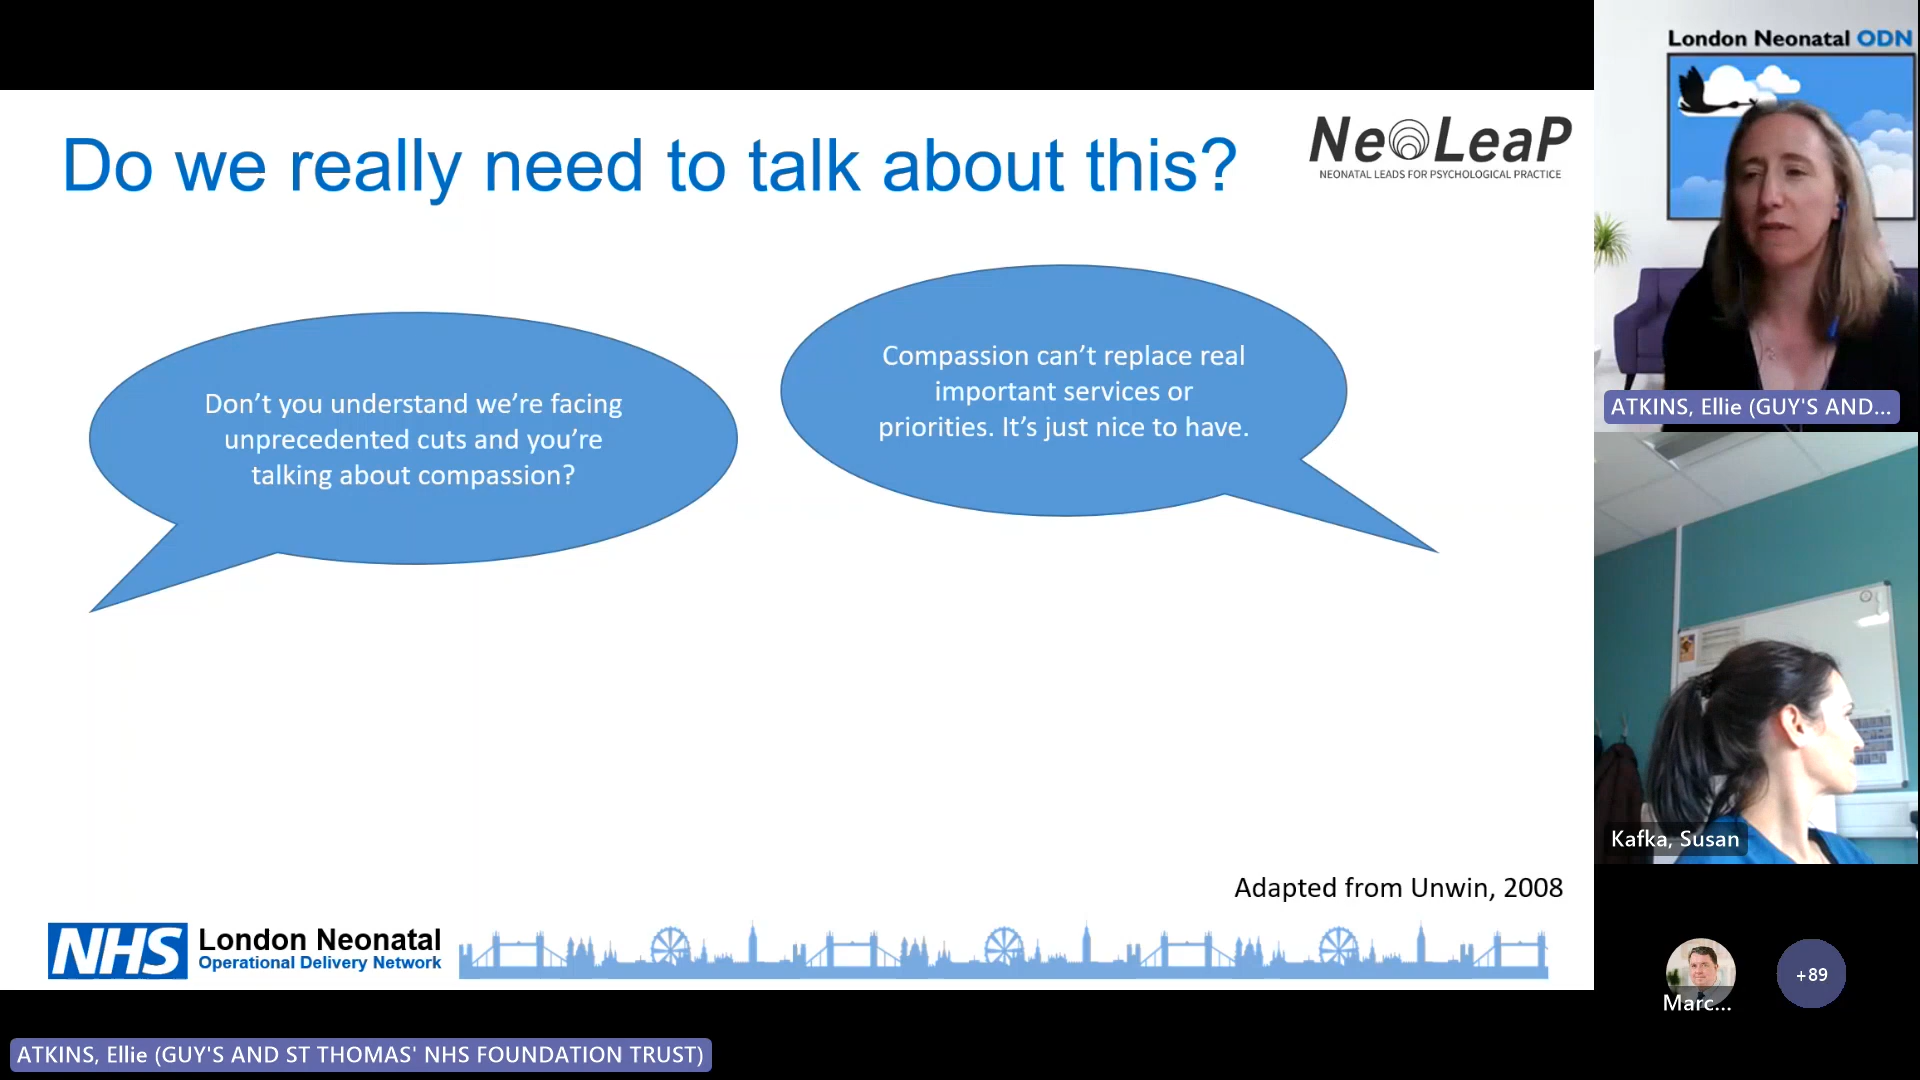 Do we really need to talk about this?
NeoLeaP
NEONATAL LEADS FOR PSYCHOLOGICAL PRACTICE
Don’t you understand we’re facing
unprecedented cuts and you’re
talking about compassion?
Compassion can’t replace real
important services or
priorities. It’s just nice to have.
Adapted from Unwin, 2008
NHS
London Neonatal
Operational Delivery Network
London Neonatal ODN
ATKINS, Ellie (GUY'S AND...
Kafka, Susan
Marc...
+89
ATKINS, Ellie (GUY'S AND ST THOMAS' NHS FOUNDATION TRUST)